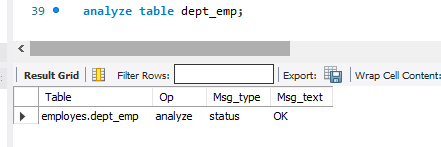 39 analyze table dept_emp;
Result Grid Filter Rows: Export: Wrap Cell Content:
Table Op Msg_type Msg_text
employes.dept_emp analyze status OK